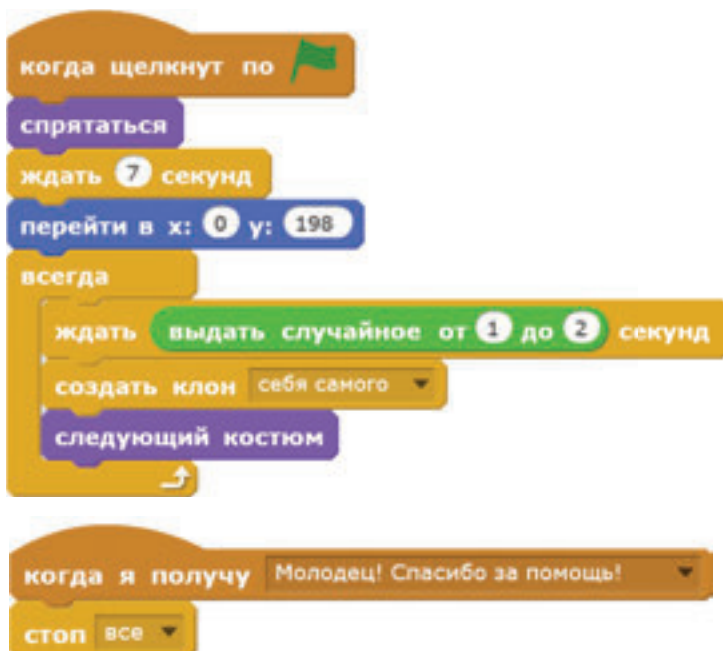 когда щелкнут по
спрятаться
ждать 7 секунд
перейти в x: 0 y: 198
всегда
ждать выдать случайное от 1 до 2 секунд
создать клон себя самого
следующий костюм
когда я получу Молодец! Спасибо за помощь!
стоп все